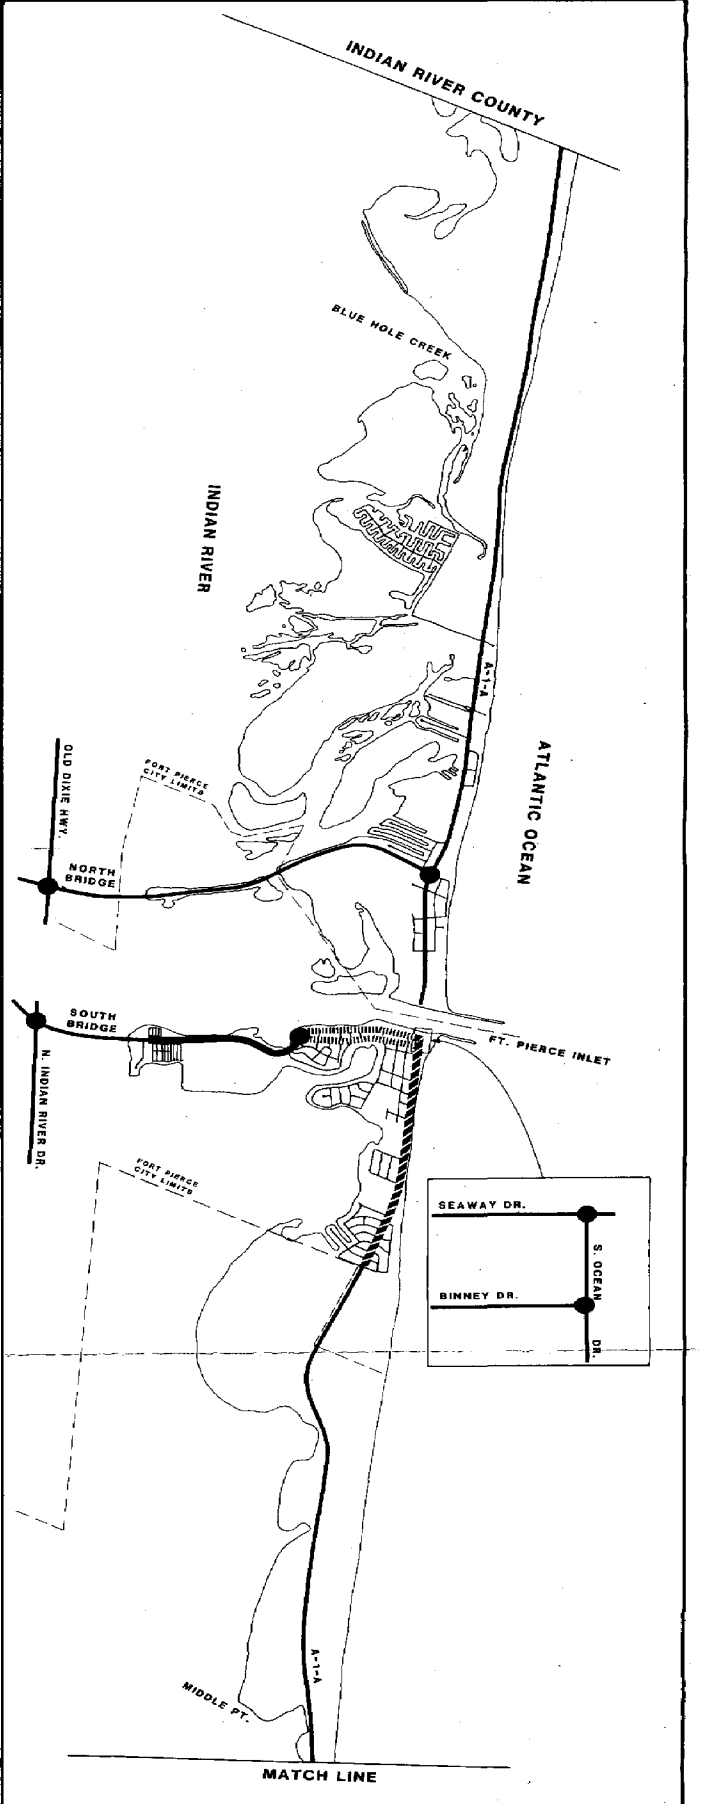 INDIAN RIVER COUNTY
BLUE HOLE CREEK
INDIAN RIVER
A-1-A
ATLANTIC OCEAN
OLD DIXIE HWY.
FORT PIERCE
CITY LIMITS
NORTH
BRIDGE
SOUTH
BRIDGE
FT. PIERCE INLET
N. INDIAN RIVER DR.
FORT PIERCE
CITY LIMITS
SEAWAY DR.
S. OCEAN DR.
BINNEY DR.
A-1-A
MIDDLE PT.
MATCH LINE